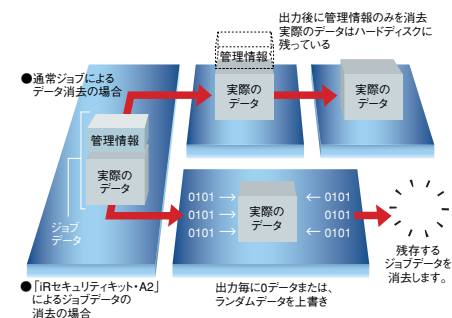 出力後に管理情報のみを消去
実際のデータはハードディスクに
残っている
管理情報
●通常ジョブによる
データ消去の場合
実際の
データ
実際の
データ
管理情報
実際の
データ
ジョブ
データ
0101 → ← 0101
0101 → ← 0101
0101 → ← 0101
実際の
データ
残存する
ジョブデータを
消去します。
●「iRセキュリティキット・A2」
によるジョブデータの
消去の場合
出力毎に0データまたは、
ランダムデータを上書き